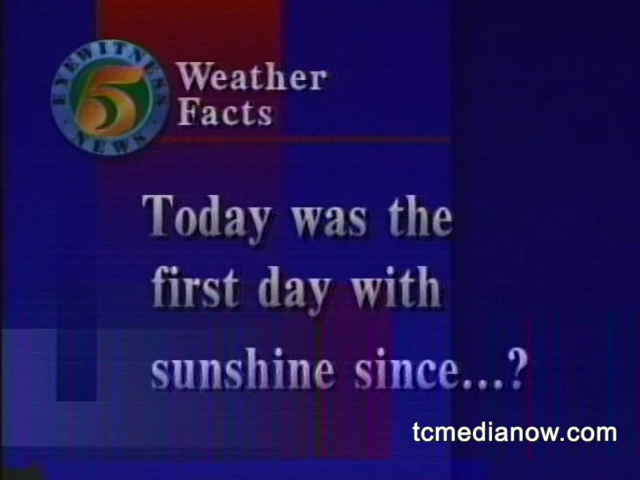 EYEWITNESS
5
NEWS
Weather
Facts
Today was the
first day with
sunshine since...?
tcmedianow.com